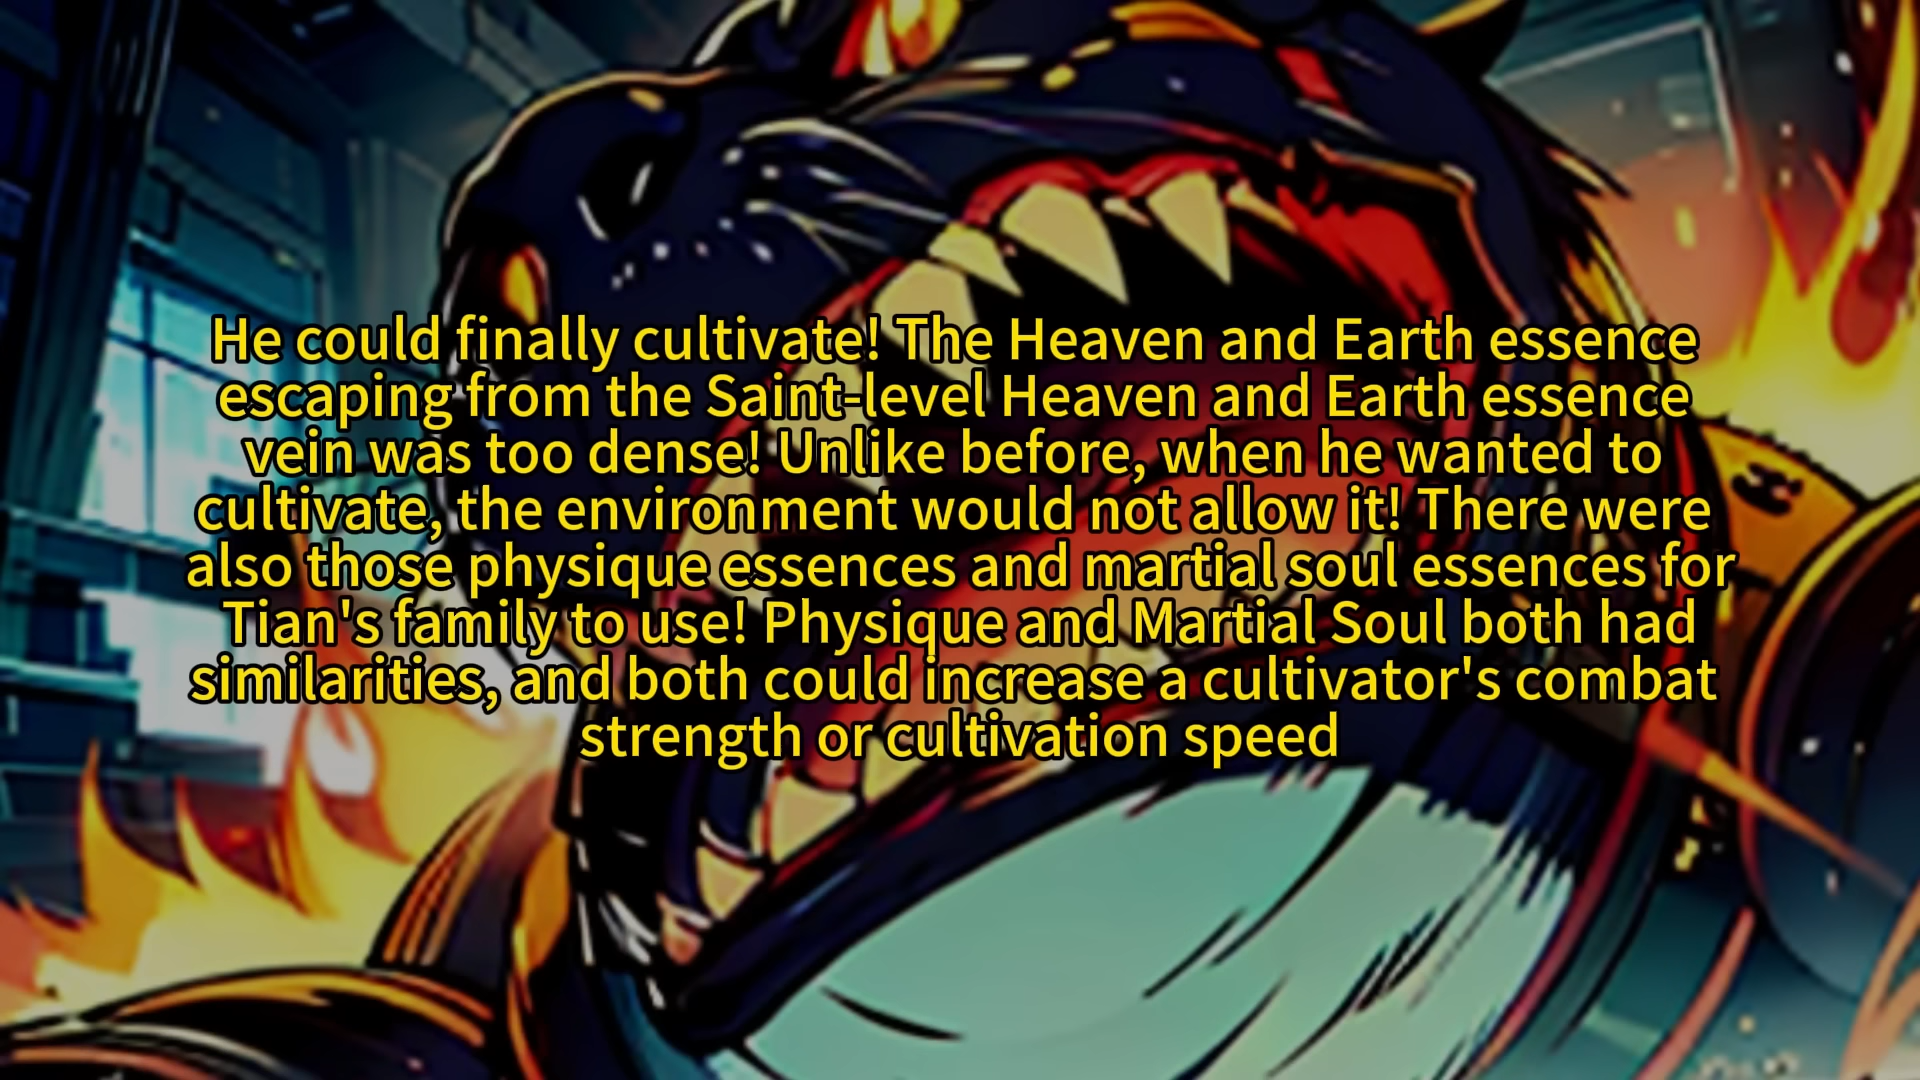 He could finally cultivate! The Heaven and Earth essence
escaping from the Saint-level Heaven and Earth essence
vein was too dense! Unlike before, when he wanted to
cultivate, the environment would not allow it! There were
also those physique essences and martial soul essences for
Tian's family to use! Physique and Martial Soul both had
similarities, and both could increase a cultivator's combat
strength or cultivation speed